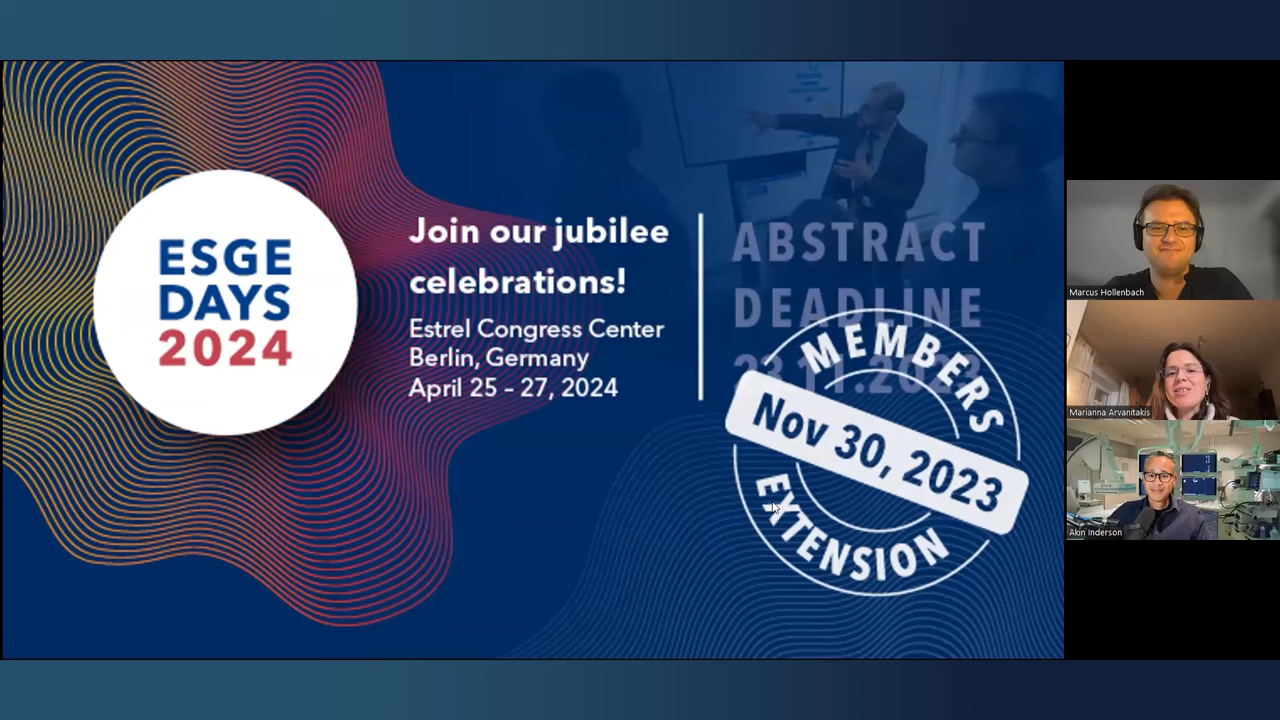 ESGE
DAYS
2024
Join our jubilee
celebrations!
Estrel Congress Center
Berlin, Germany
April 25 – 27, 2024
ABSTRACT
DEADLINE
MEMBERS
Nov 30, 2023
EXTENSION
Marcus Hollenbach
Marianna Arvanitakis
Akin Inderson